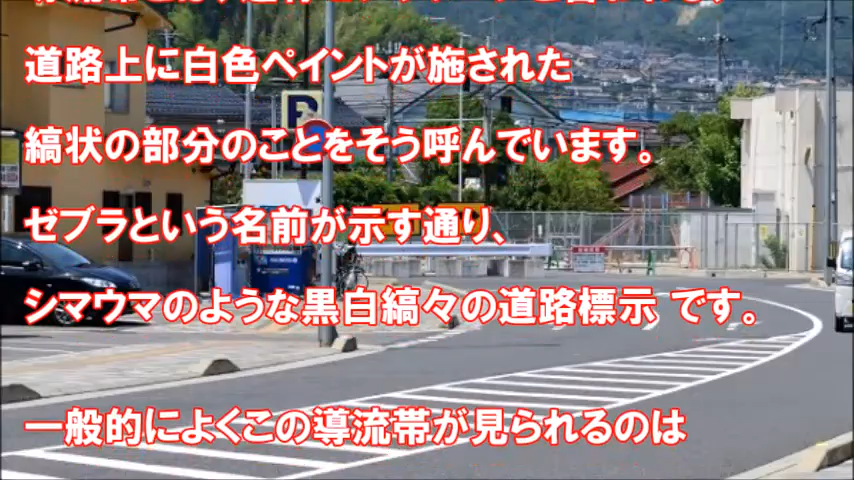 道路上に白色ペイントが施された
縞状の部分のことをそう呼んでいます。
ゼブラという名前が示す通り、
シマウマのような黒白縞々の道路標示 です。
一般的によくこの導流帯が見られるのは